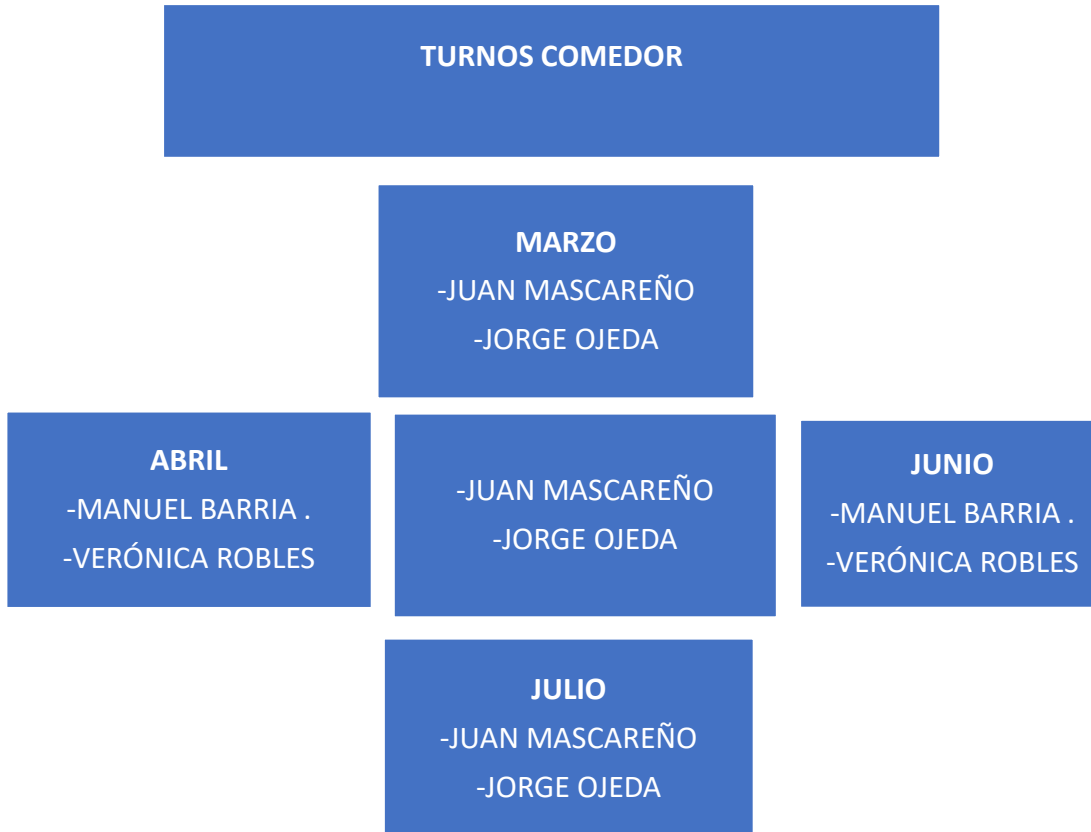 TURNOS COMEDOR
MARZO
-JUAN MASCAREÑO
-JORGE OJEDA
ABRIL
-MANUEL BARRIA .
-VERÓNICA ROBLES
-JUAN MASCAREÑO
-JORGE OJEDA
JUNIO
-MANUEL BARRIA .
-VERÓNICA ROBLES
JULIO
-JUAN MASCAREÑO
-JORGE OJEDA